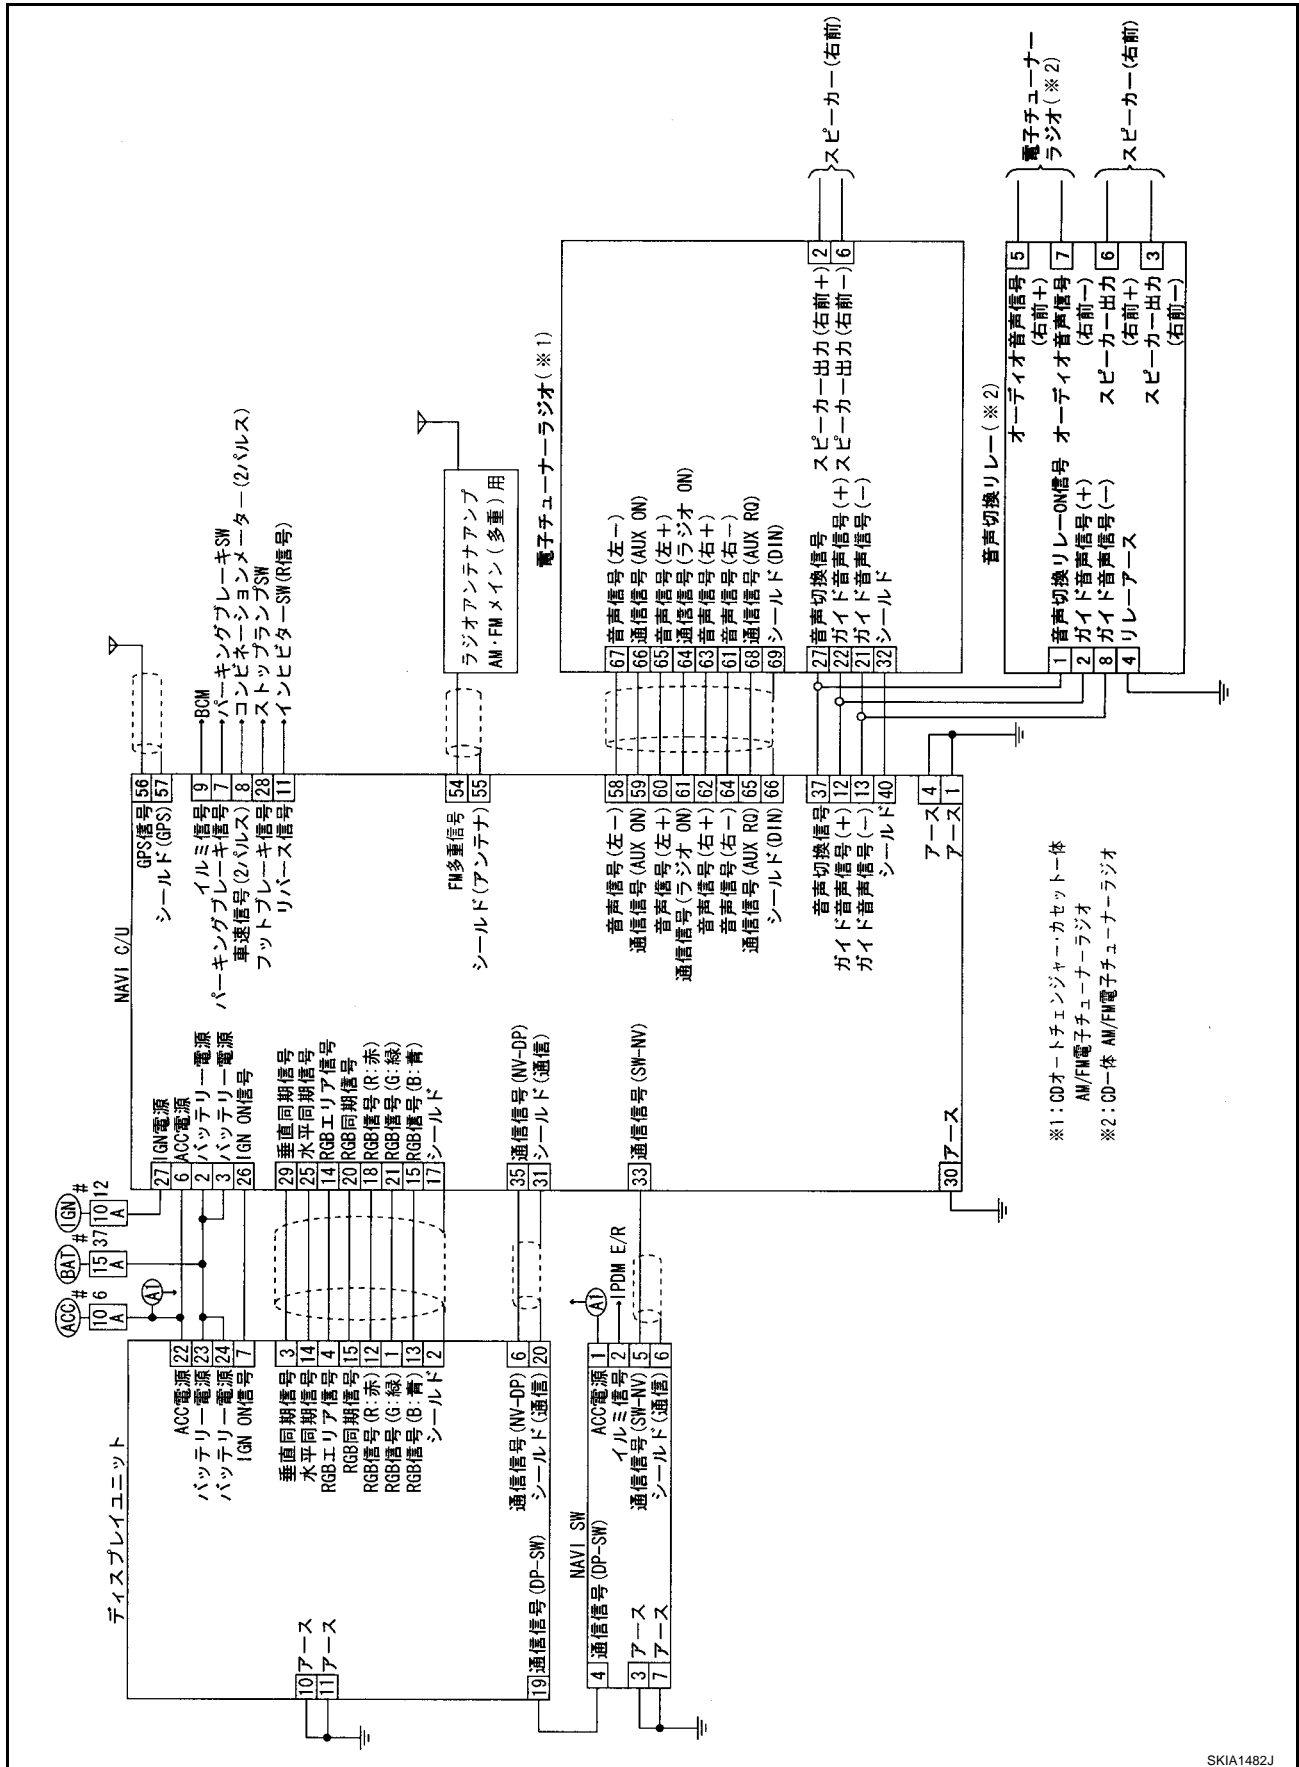 ディスプレイユニット
10 アース
11 アース
19 通信信号(DP-SW)
ACC電源 22
バッテリー電源 23
バッテリー電源 24
IGN ON信号 7
垂直同期信号 3
水平同期信号 14
RGBエリア信号 4
RGB同期信号 15
RGB信号(R:赤) 12
RGB信号(G:緑) 1
RGB信号(B:青) 13
シールド 2
通信信号(NV-DP) 6
シールド(通信) 20
NAVI SW
4 通信信号(DP-SW)
3 アース
7 アース
ACC電源 1
イルミ信号 2
通信信号(SW-NV) 5
シールド(通信) 6
A1
IPDM E/R
ACC
10A
#6
A1
BAT
15A
#37
IGN
10A
#12
NAVI C/U
27 IGN電源
6 ACC電源
2 バッテリー電源
3 バッテリー電源
26 IGN ON信号
29 垂直同期信号
25 水平同期信号
14 RGBエリア信号
20 RGB同期信号
18 RGB信号(R:赤)
21 RGB信号(G:緑)
15 RGB信号(B:青)
17 シールド
35 通信信号(NV-DP)
31 シールド(通信)
33 通信信号(SW-NV)
30 アース
GPS信号 56
シールド(GPS) 57
イルミ信号 9 BCM
パーキングブレーキ信号 7 パーキングブレーキSW
車速信号(2パルス) 8 コンビネーションメーター(2パルス)
フットブレーキ信号 28 ストップランプSW
リバース信号 11 インヒビターSW(R信号)
FM多重信号 54
シールド(アンテナ) 55
ラジオアンテナアンプ
AM・FMメイン(多重)用
音声信号(左−) 58
通信信号(AUX ON) 59
音声信号(左+) 60
通信信号(ラジオ ON) 61
音声信号(右+) 62
音声信号(右−) 64
通信信号(AUX RQ) 65
シールド(DIN) 66
音声切換信号 37
ガイド音声信号(+) 12
ガイド音声信号(−) 13
シールド 40
アース 4
アース 1
電子チューナーラジオ(※1)
67 音声信号(左−)
66 通信信号(AUX ON)
65 音声信号(左+)
64 通信信号(ラジオ ON)
63 音声信号(右+)
61 音声信号(右−)
68 通信信号(AUX RQ)
69 シールド(DIN)
27 音声切換信号
22 ガイド音声信号(+)
21 ガイド音声信号(−)
32 シールド
スピーカー出力(右前+) 2
スピーカー出力(右前−) 6
スピーカー(右前)
音声切換リレー(※2)
1 音声切換リレーON信号
2 ガイド音声信号(+)
8 ガイド音声信号(−)
4 リレーアース
オーディオ音声信号 5
(右前+)
オーディオ音声信号 7
(右前−)
スピーカー出力 6
(右前+)
スピーカー出力 3
(右前−)
電子チューナー
ラジオ(※2)
スピーカー(右前)
※1:CDオートチェンジャー・カセット一体
AM/FM電子チューナーラジオ
※2:CD一体 AM/FM電子チューナーラジオ
SKIA1482J